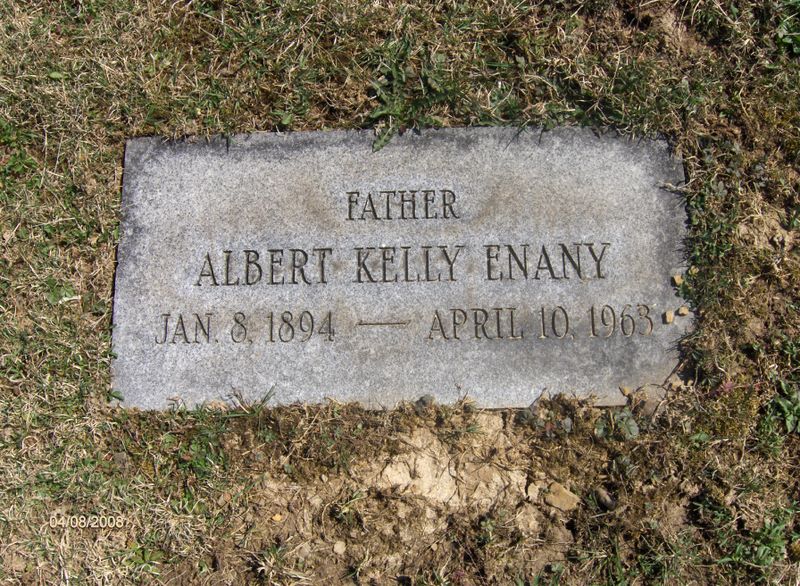 FATHER
ALBERT KELLY ENANY
JAN. 8, 1894 — APRIL 10, 1963
04/08/2008